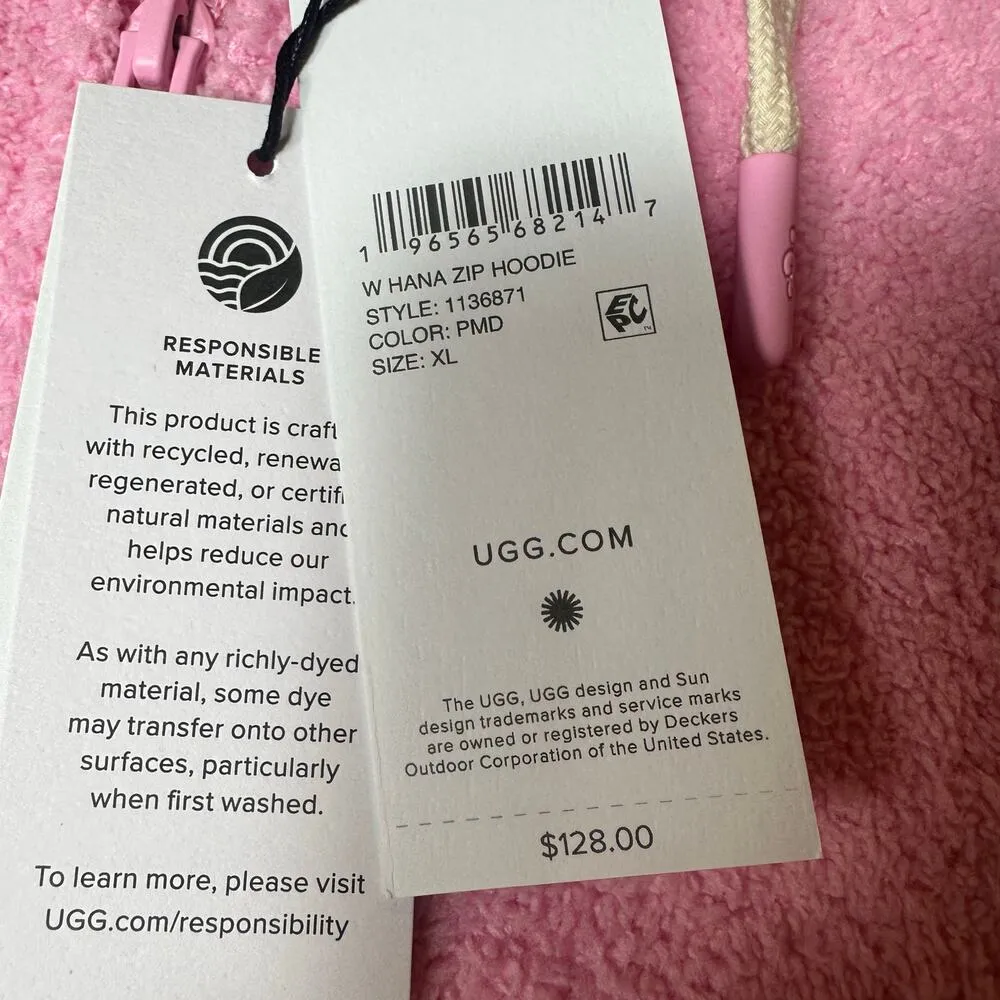 RESPONSIBLE
MATERIALS
This product is craft
with recycled, renewa
regenerated, or certifi
natural materials and
helps reduce our
environmental impact.
As with any richly-dyed
material, some dye
may transfer onto other
surfaces, particularly
when first washed.
To learn more, please visit
UGG.com/responsibility
1 96565 68214 7
W HANA ZIP HOODIE
STYLE: 1136871
COLOR: PMD
SIZE: XL
EPC
TM
UGG.COM
The UGG, UGG design and Sun
design trademarks and service marks
are owned or registered by Deckers
Outdoor Corporation of the United States.
$128.00